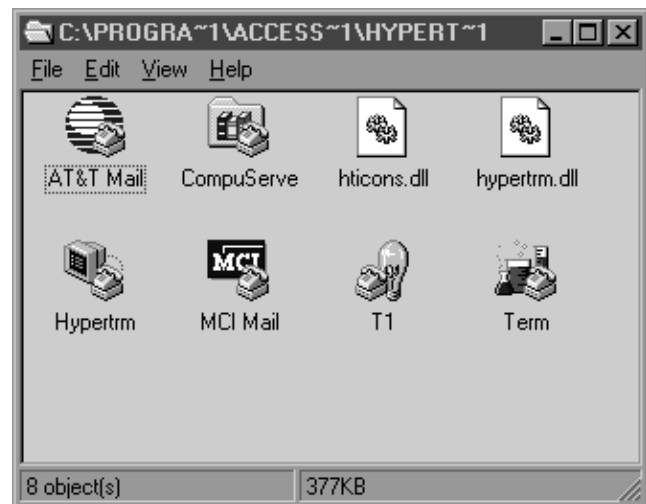 C:\PROGRA~1\ACCESS~1\HYPERT~1
File Edit View Help
AT&T Mail CompuServe hticons.dll hypertrm.dll
MCI
Hypertrm MCI Mail T1 Term
8 object(s) 377KB